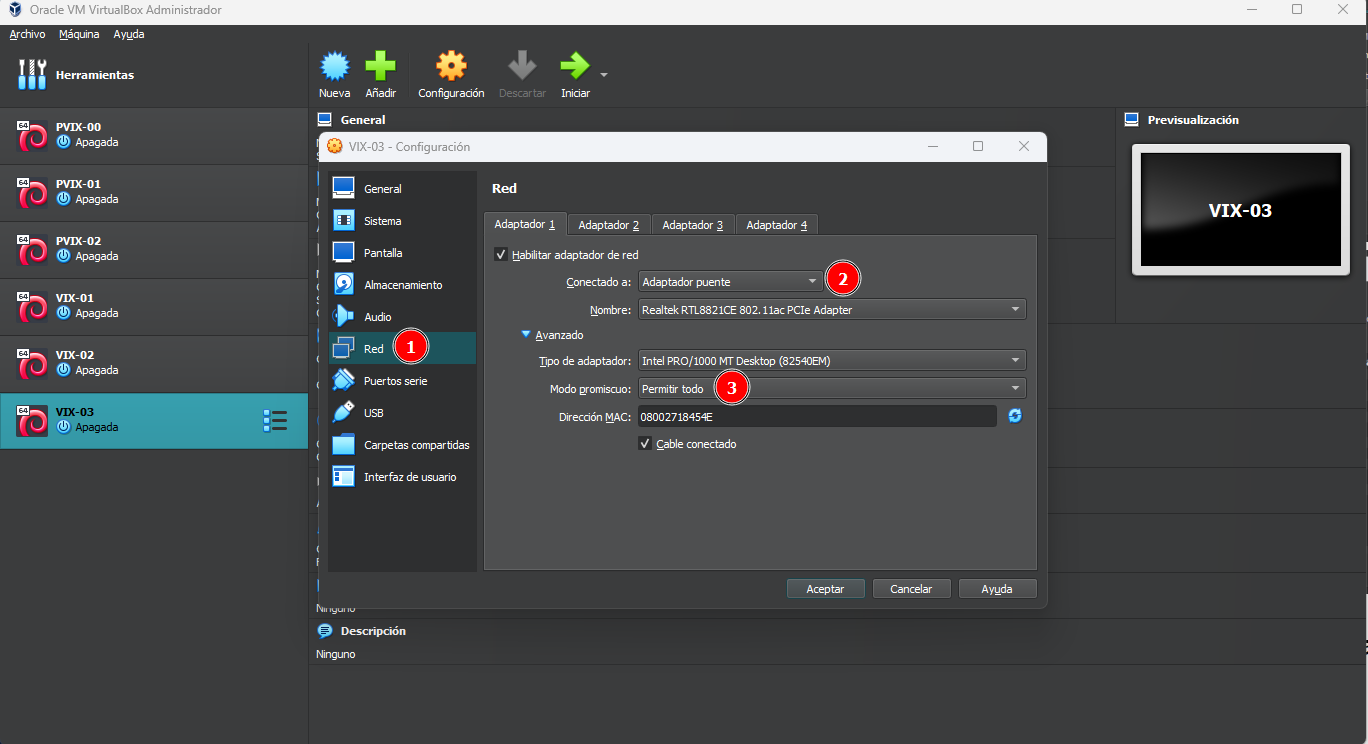 Oracle VM VirtualBox Administrador
Archivo Máquina Ayuda
Herramientas
Nueva Añadir Configuración Descartar Iniciar
64 PVIX-00
Apagada
64 PVIX-01
Apagada
64 PVIX-02
Apagada
64 VIX-01
Apagada
64 VIX-02
Apagada
64 VIX-03
Apagada
General
Previsualización
VIX-03
VIX-03 - Configuración
General
Sistema
Pantalla
Almacenamiento
Audio
Red 1
Puertos serie
USB
Carpetas compartidas
Interfaz de usuario
Red
Adaptador 1 Adaptador 2 Adaptador 3 Adaptador 4
Habilitar adaptador de red
Conectado a: Adaptador puente 2
Nombre: Realtek RTL8821CE 802.11ac PCIe Adapter
Avanzado
Tipo de adaptador: Intel PRO/1000 MT Desktop (82540EM)
Modo promiscuo: Permitir todo 3
Dirección MAC: 08002718454E
Cable conectado
Aceptar Cancelar Ayuda
Ninguno
Descripción
Ninguno